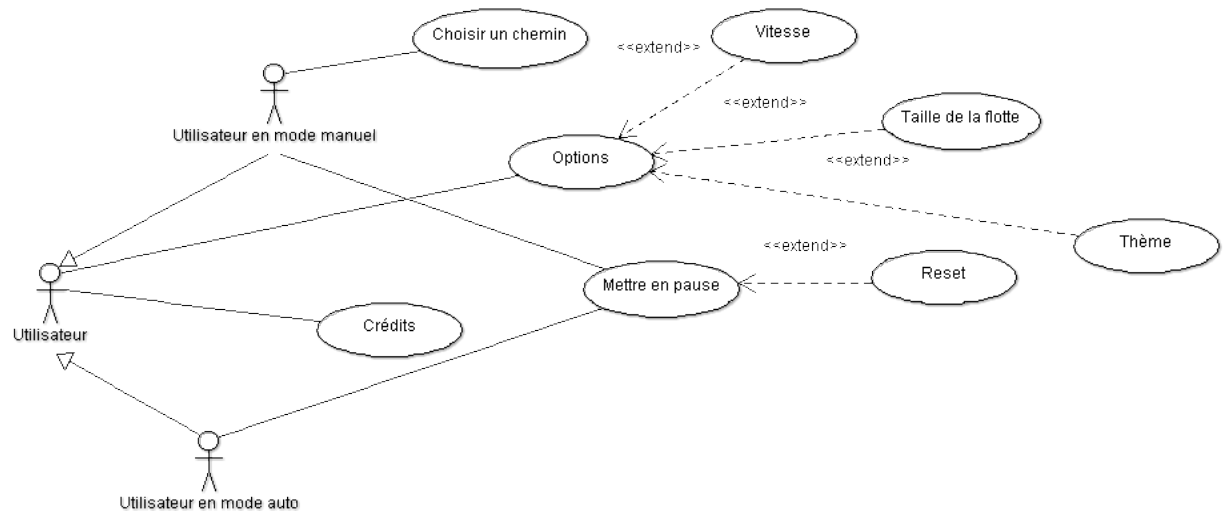 Choisir un chemin
Vitesse
<<extend>>
<<extend>>
Taille de la flotte
Utilisateur en mode manuel
Options
<<extend>>
Thème
<<extend>>
Reset
Mettre en pause
Utilisateur
Crédits
Utilisateur en mode auto